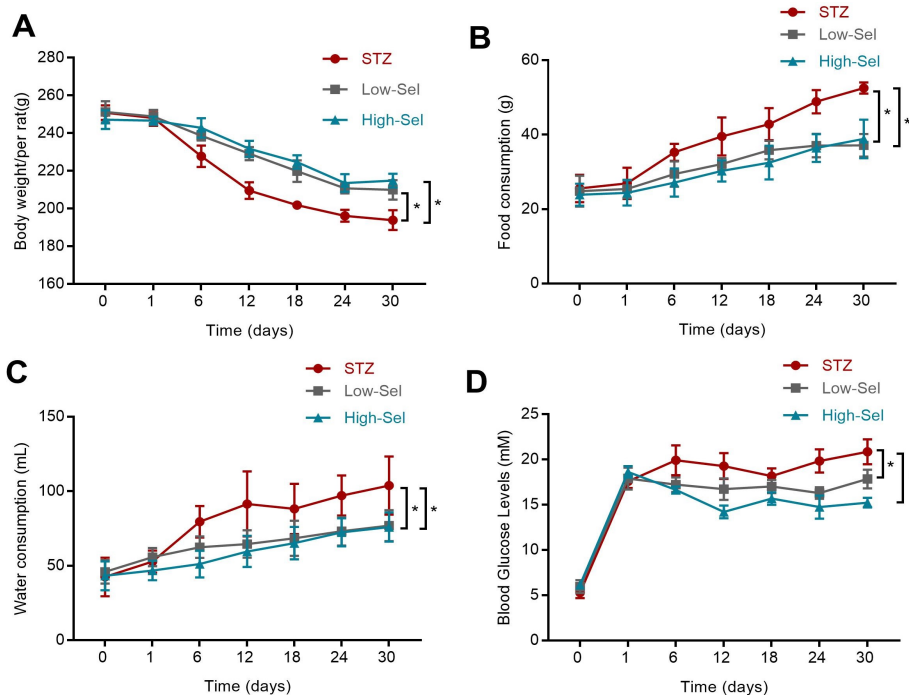 A
STZ
Low-Sel
High-Sel
Body weight/per rat(g)
280
260
240
220
200
180
160
*
*
0 1 6 12 18 24 30
Time (days)
B
STZ
Low-Sel
High-Sel
Food consumption (g)
60
40
20
0
*
*
0 1 6 12 18 24 30
Time (days)
C
STZ
Low-Sel
High-Sel
Water consumption (mL)
150
100
50
0
*
*
0 1 6 12 18 24 30
Time (days)
D
STZ
Low-Sel
High-Sel
Blood Glucose Levels (mM)
25
20
15
10
5
0
*
0 1 6 12 18 24 30
Time (days)